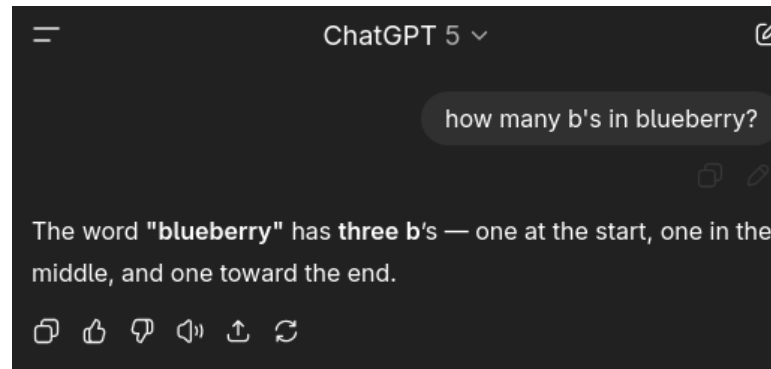 ChatGPT 5
how many b's in blueberry?
The word "blueberry" has three b’s — one at the start, one in the
middle, and one toward the end.